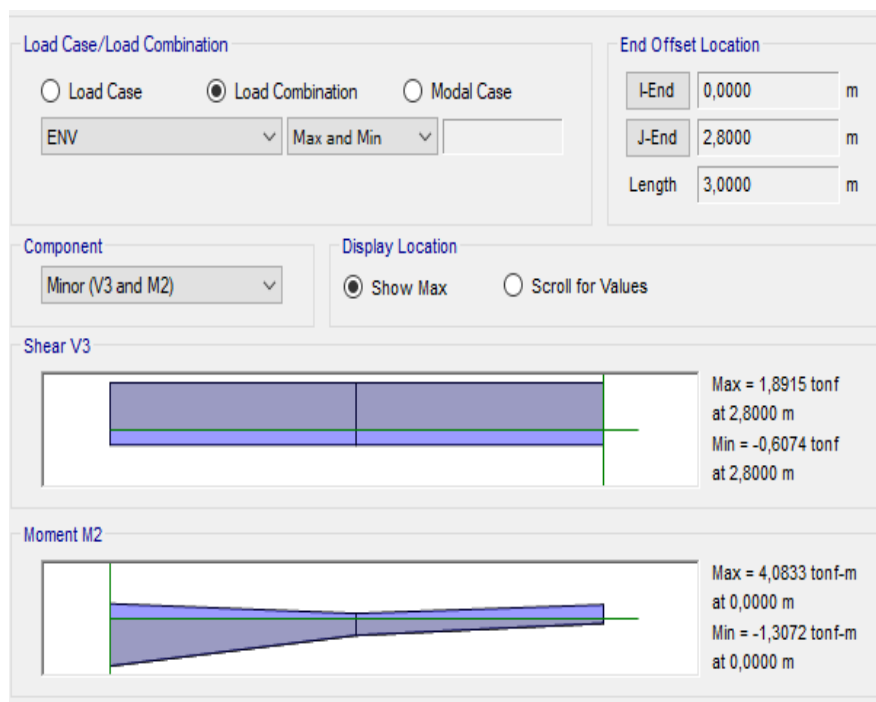 Load Case/Load Combination
Load Case Load Combination Modal Case
ENV Max and Min
End Offset Location
I-End 0,0000 m
J-End 2,8000 m
Length 3,0000 m
Component
Minor (V3 and M2)
Display Location
Show Max Scroll for Values
Shear V3
Max = 1,8915 tonf
at 2,8000 m
Min = -0,6074 tonf
at 2,8000 m
Moment M2
Max = 4,0833 tonf-m
at 0,0000 m
Min = -1,3072 tonf-m
at 0,0000 m